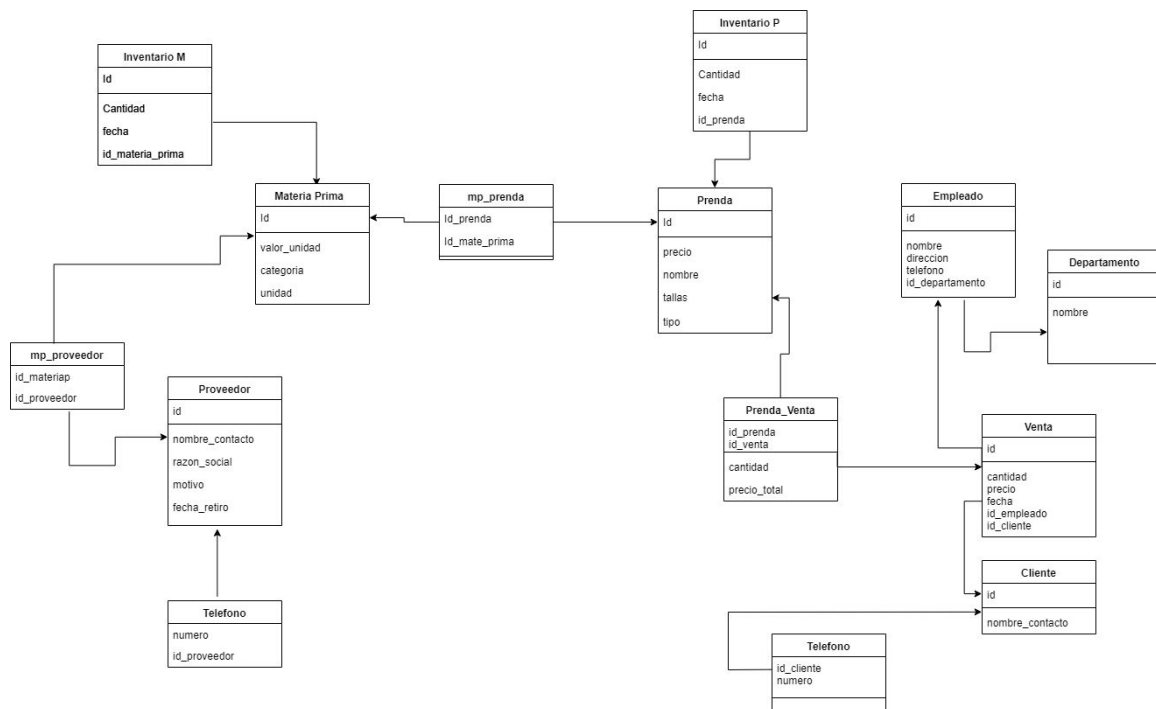 Inventario P
Id
Cantidad
fecha
id_prenda
Inventario M
Id
Cantidad
fecha
id_materia_prima
Materia Prima
Id
valor_unidad
categoria
unidad
mp_prenda
Id_prenda
Id_mate_prima
Prenda
Id
precio
nombre
tallas
tipo
Empleado
id
nombre
direccion
telefono
id_departamento
Departamento
id
nombre
mp_proveedor
id_materiap
id_proveedor
Proveedor
id
nombre_contacto
razon_social
motivo
fecha_retiro
Prenda_Venta
id_prenda
id_venta
cantidad
precio_total
Venta
id
cantidad
precio
fecha
id_empleado
id_cliente
Cliente
id
nombre_contacto
Telefono
numero
id_proveedor
Telefono
id_cliente
numero